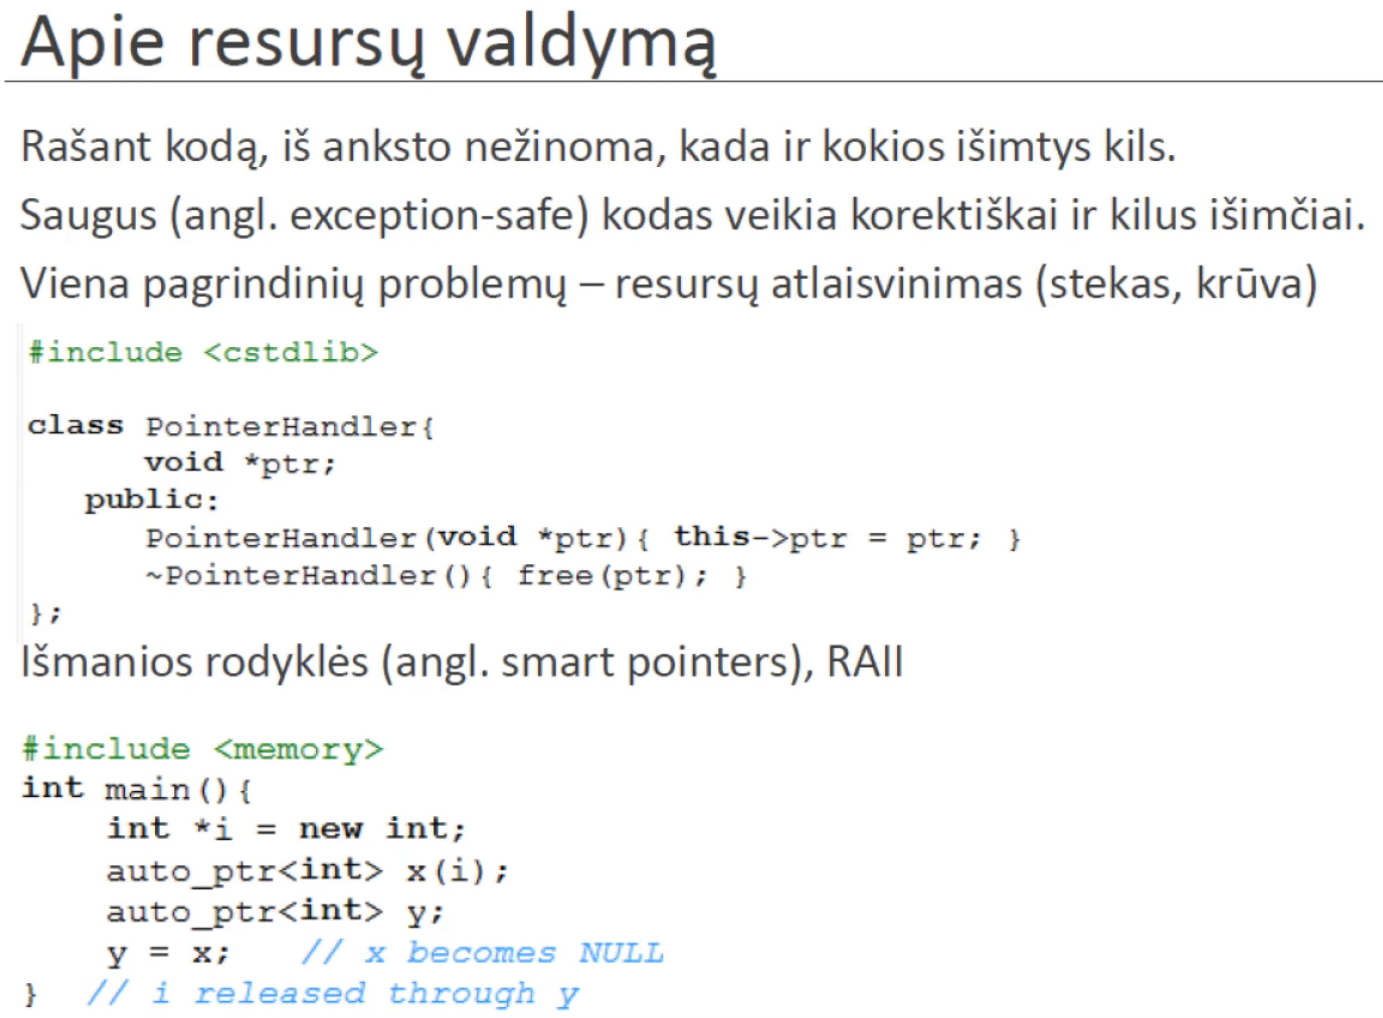 Apie resursų valdymą
Rašant kodą, iš anksto nežinoma, kada ir kokios išimtys kils.
Saugus (angl. exception-safe) kodas veikia korektiškai ir kilus išimčiai.
Viena pagrindinių problemų – resursų atlaisvinimas (stekas, krūva)
#include <cstdlib>
class PointerHandler{
void *ptr;
public:
PointerHandler(void *ptr){ this->ptr = ptr; }
~PointerHandler(){ free(ptr); }
};
Išmanios rodyklės (angl. smart pointers), RAII
#include <memory>
int main(){
int *i = new int;
auto_ptr<int> x(i);
auto_ptr<int> y;
y = x; // x becomes NULL
} // i released through y